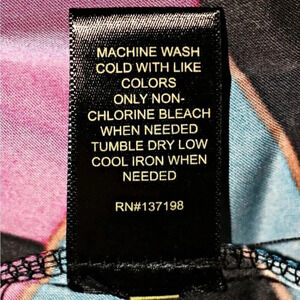 MACHINE WASH
COLD WITH LIKE
COLORS
ONLY NON-
CHLORINE BLEACH
WHEN NEEDED
TUMBLE DRY LOW
COOL IRON WHEN
NEEDED
RN#137198